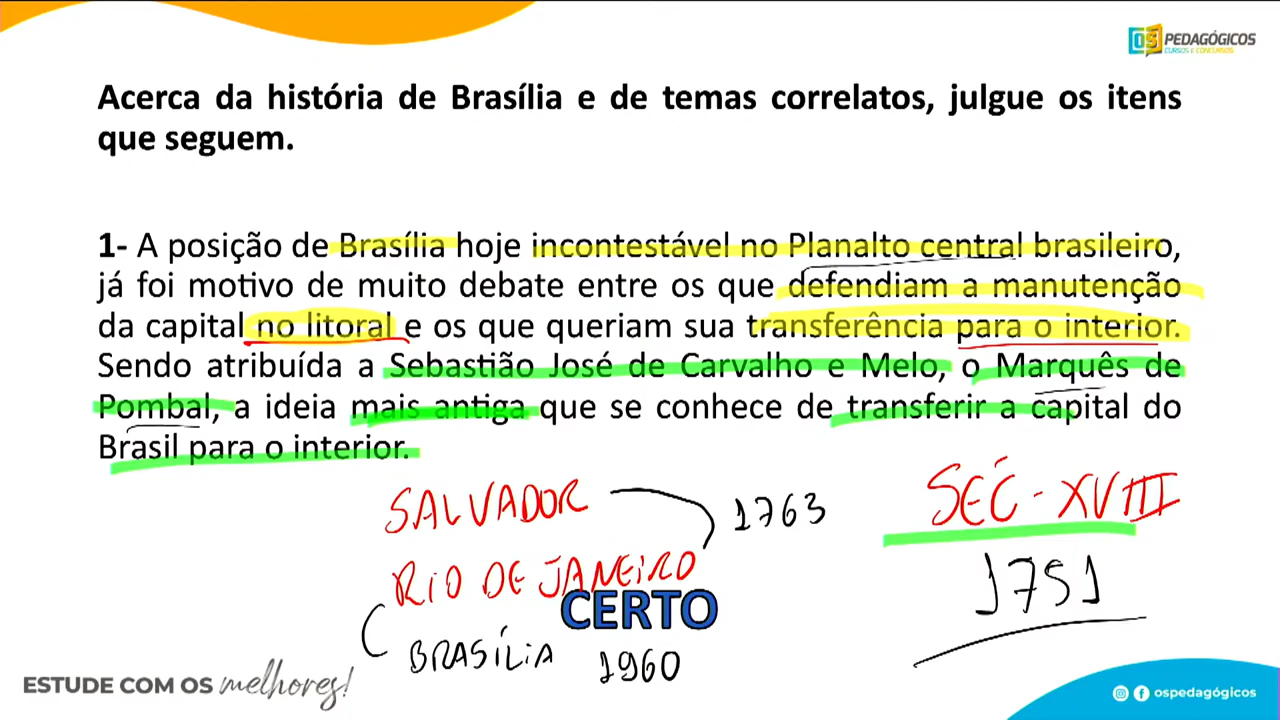 OS PEDAGÓGICOS
CURSOS E CONCURSOS
Acerca da história de Brasília e de temas correlatos, julgue os itens
que seguem.
1- A posição de Brasília hoje incontestável no Planalto central brasileiro,
já foi motivo de muito debate entre os que defendiam a manutenção
da capital no litoral e os que queriam sua transferência para o interior.
Sendo atribuída a Sebastião José de Carvalho e Melo, o Marquês de
Pombal, a ideia mais antiga que se conhece de transferir a capital do
Brasil para o interior.
SALVADOR 1763 SÉC - XVIII
RIO DE JANEIRO 1751
CERTO
BRASÍLIA 1960
ESTUDE COM OS melhores!
ospedagógicos